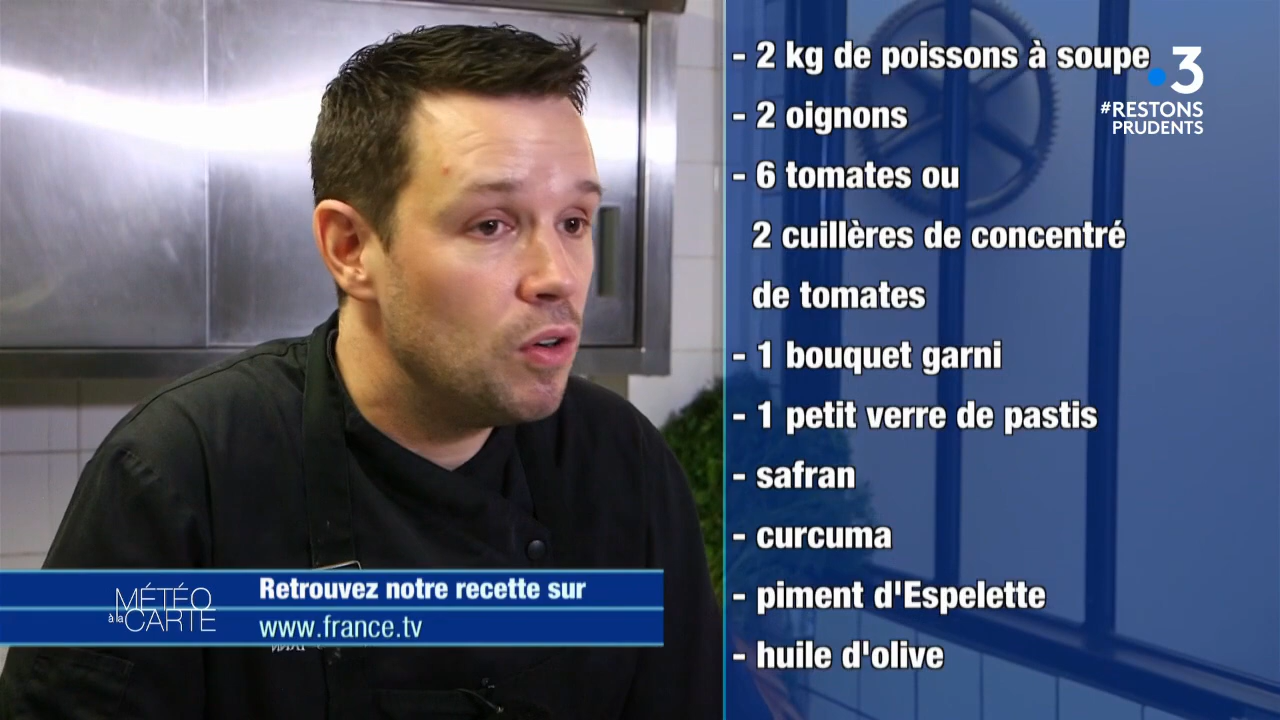 - 2 kg de poissons à soupe
3
#RESTONS
PRUDENTS
- 2 oignons
- 6 tomates ou
2 cuillères de concentré
de tomates
- 1 bouquet garni
- 1 petit verre de pastis
- safran
- curcuma
- piment d'Espelette
- huile d'olive
MÉTÉO
à la CARTE
Retrouvez notre recette sur
www.france.tv